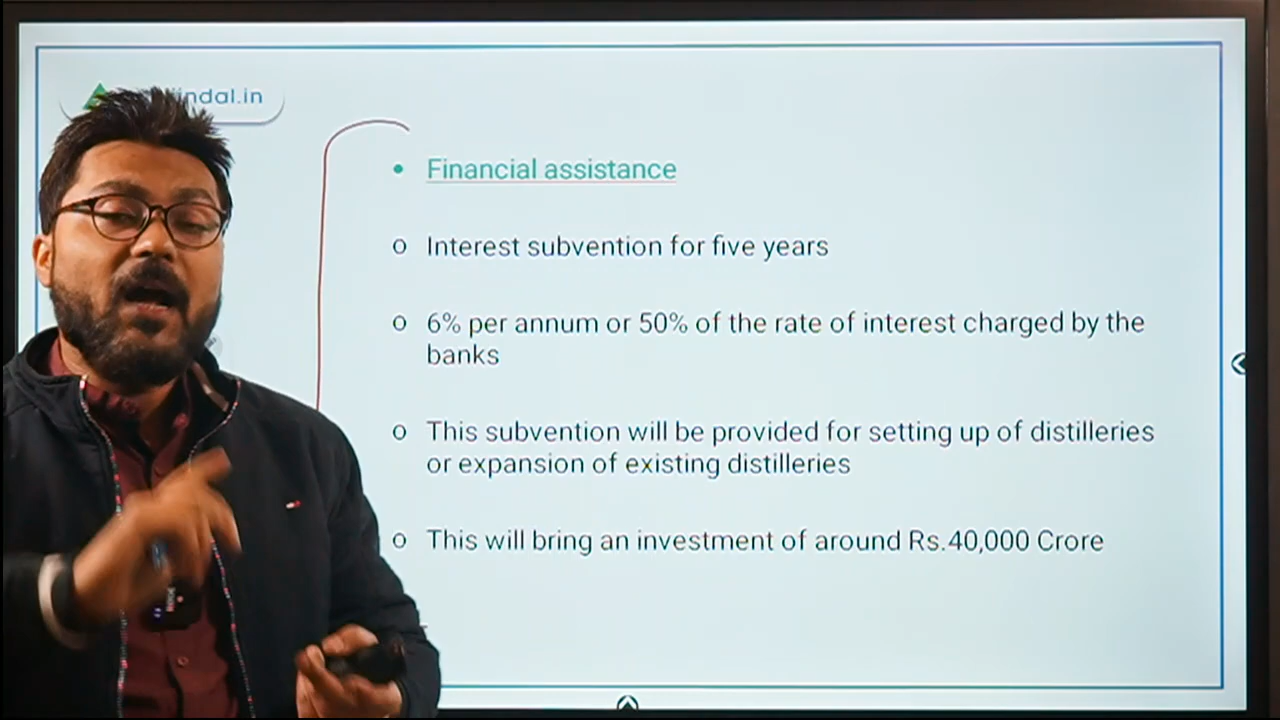 ndal.in
• Financial assistance
o Interest subvention for five years
o 6% per annum or 50% of the rate of interest charged by the
banks
o This subvention will be provided for setting up of distilleries
or expansion of existing distilleries
o This will bring an investment of around Rs.40,000 Crore